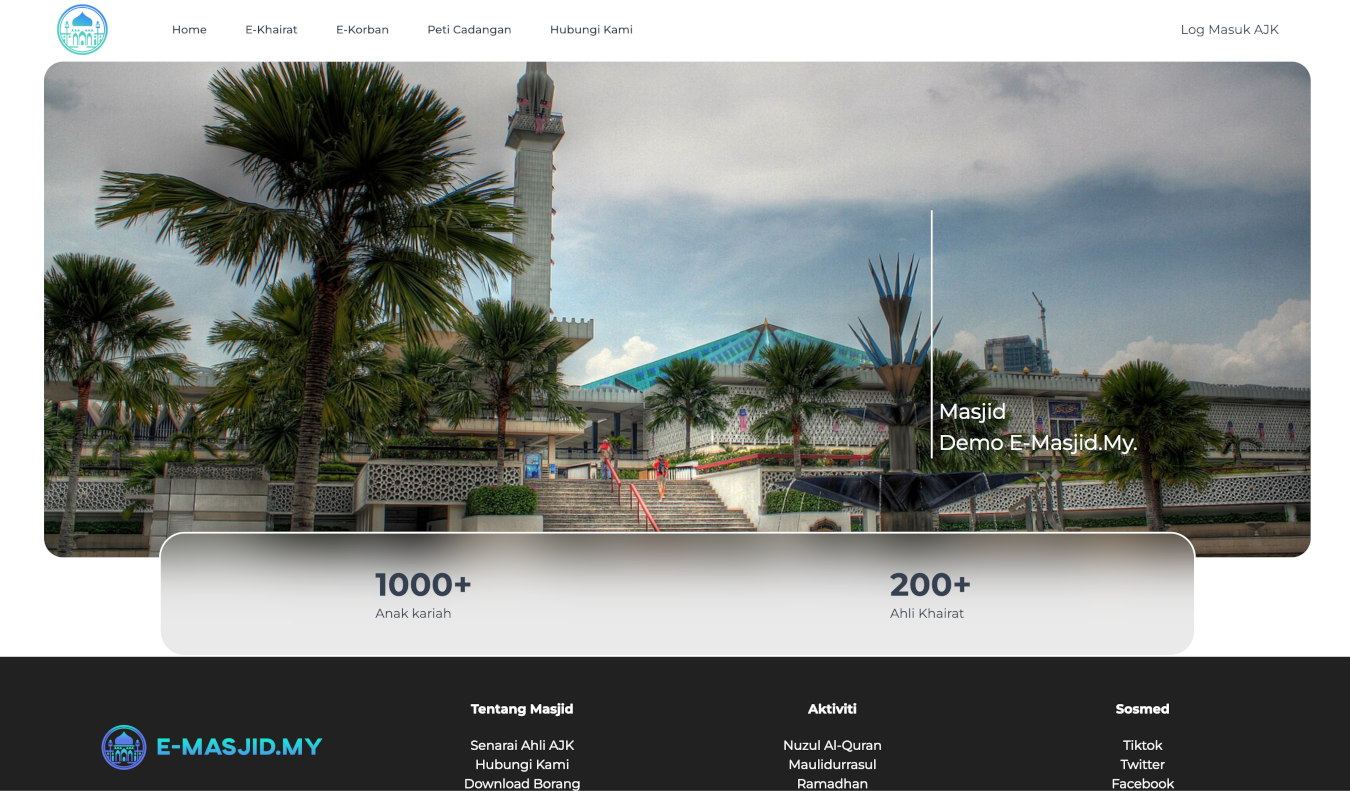 Home
E-Khairat
E-Korban
Peti Cadangan
Hubungi Kami
Log Masuk AJK
Masjid
Demo E-Masjid.My.
1000+
Anak kariah
200+
Ahli Khairat
E-MASJID.MY
Tentang Masjid
Senarai Ahli AJK
Hubungi Kami
Download Borang
Aktiviti
Nuzul Al-Quran
Maulidurrasul
Ramadhan
Sosmed
Tiktok
Twitter
Facebook